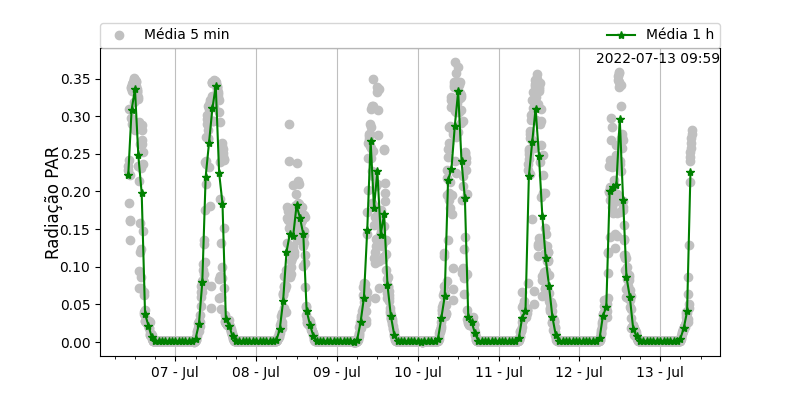 Média 5 min
Média 1 h
2022-07-13 09:59
Radiação PAR
0.35
0.30
0.25
0.20
0.15
0.10
0.05
0.00
07 - Jul
08 - Jul
09 - Jul
10 - Jul
11 - Jul
12 - Jul
13 - Jul